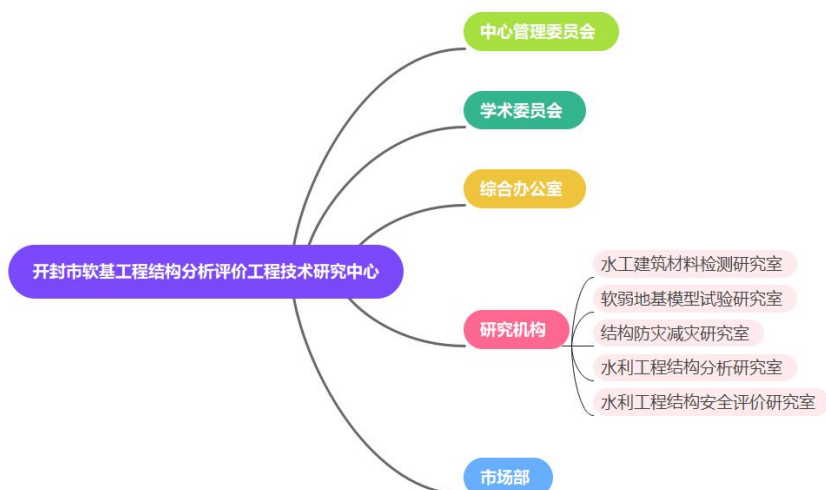 中心管理委员会
学术委员会
综合办公室
开封市软基工程结构分析评价工程技术研究中心
研究机构
水工建筑材料检测研究室
软弱地基模型试验研究室
结构防灾减灾研究室
水利工程结构分析研究室
水利工程结构安全评价研究室
市场部